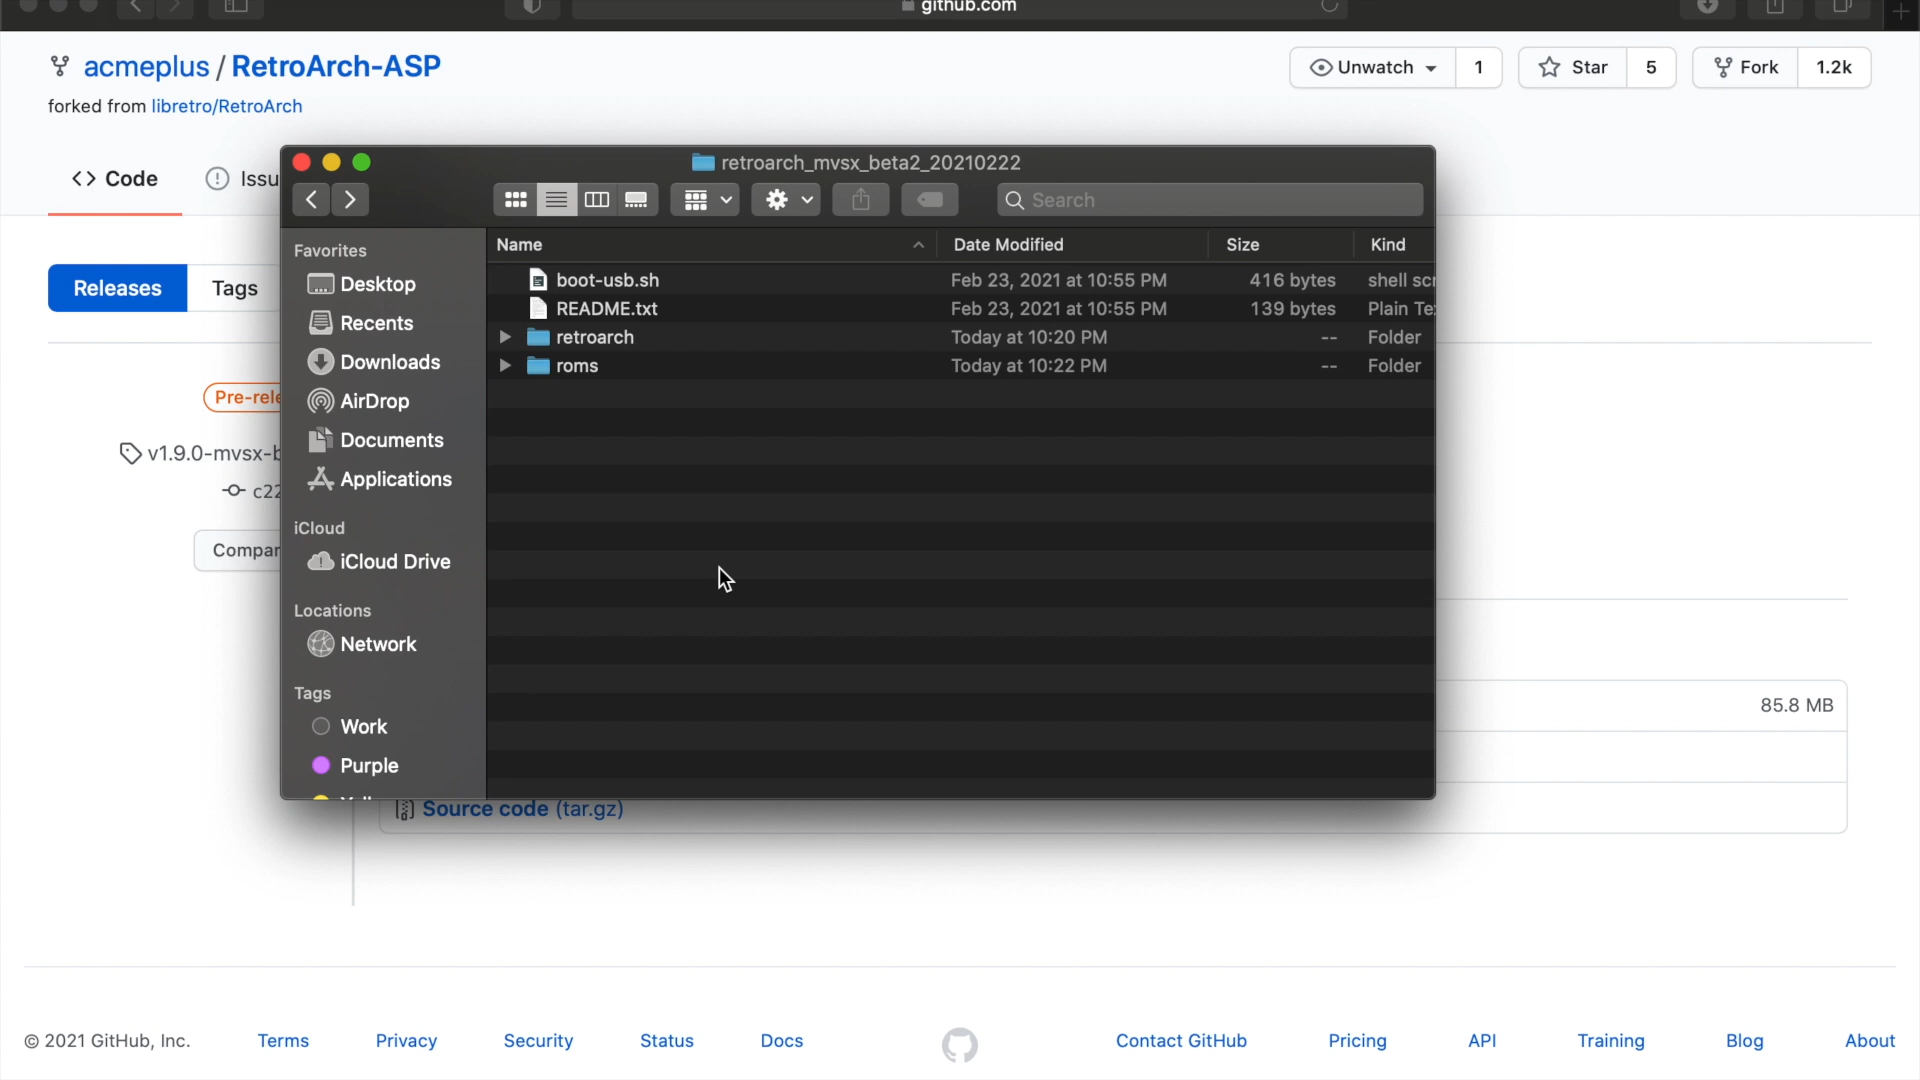 github.com
acmeplus / RetroArch-ASP
Unwatch 1
Star 5
Fork 1.2k
forked from libretro/RetroArch
Code
Issu
Releases
Tags
Pre-rele
v1.9.0-mvsx-b
c22
Compar
retroarch_mvsx_beta2_20210222
Search
Favorites
Desktop
Recents
Downloads
AirDrop
Documents
Applications
iCloud
iCloud Drive
Locations
Network
Tags
Work
Purple
Name Date Modified Size Kind
boot-usb.sh Feb 23, 2021 at 10:55 PM 416 bytes shell scr
README.txt Feb 23, 2021 at 10:55 PM 139 bytes Plain Te
retroarch Today at 10:20 PM -- Folder
roms Today at 10:22 PM -- Folder
85.8 MB
Source code (tar.gz)
© 2021 GitHub, Inc. Terms Privacy Security Status Docs Contact GitHub Pricing API Training Blog About